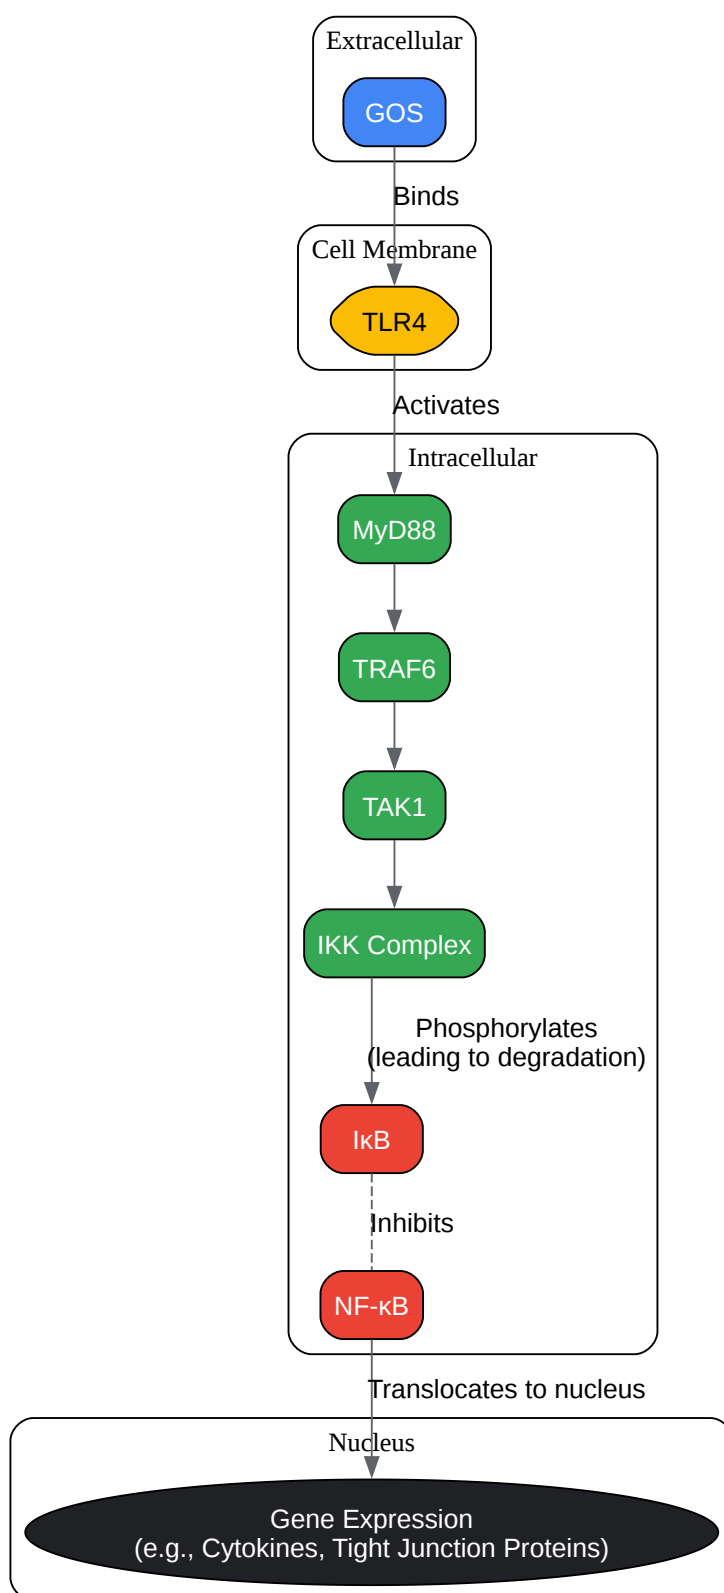 Extracellular
GOS
Binds
Cell Membrane
TLR4
Activates
Intracellular
MyD88
TRAF6
TAK1
IKK Complex
Phosphorylates
(leading to degradation)
IκB
Inhibits
NF-κB
Translocates to nucleus
Nucleus
Gene Expression
(e.g., Cytokines, Tight Junction Proteins)